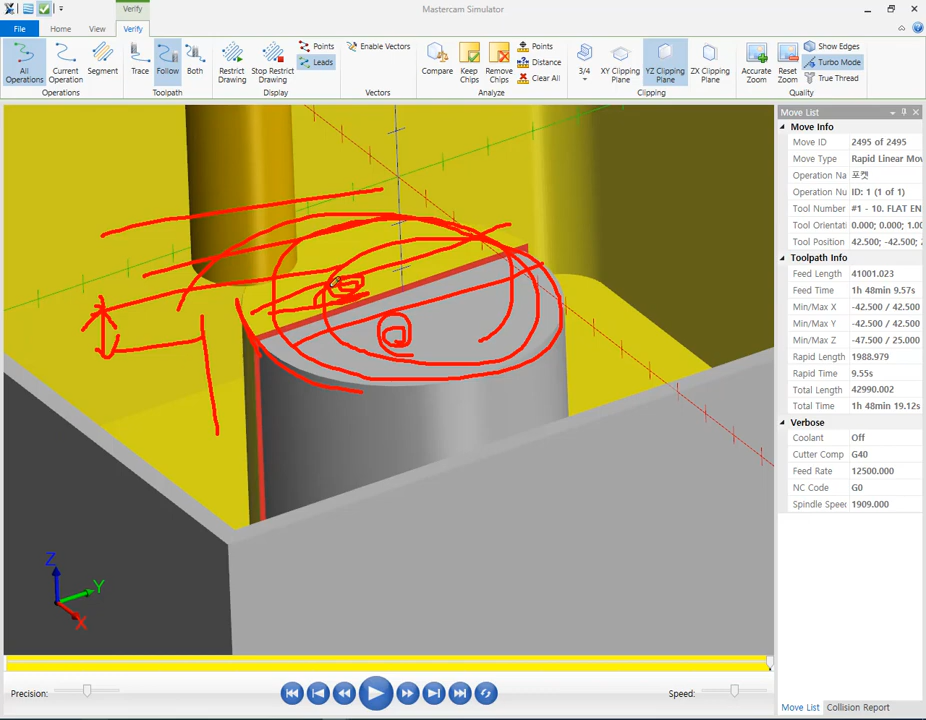 Verify
Mastercam Simulator
File
Home
View
Verify
All Operations
Current Operation
Segment
Operations
Trace
Follow
Both
Toolpath
Restrict Drawing
Stop Restrict Drawing
Points
Leads
Display
Enable Vectors
Vectors
Compare
Keep Chips
Remove Chips
Points
Distance
Clear All
Analyze
3/4
XY Clipping Plane
YZ Clipping Plane
ZX Clipping Plane
Clipping
Accurate Zoom
Reset Zoom
Show Edges
Turbo Mode
True Thread
Quality
Move List
Move Info
Move ID 2495 of 2495
Move Type Rapid Linear Mov
Operation Na 포켓
Operation Nu ID: 1 (1 of 1)
Tool Number #1 - 10. FLAT EN
Tool Orientat 0.000; 0.000; 1.00
Tool Position 42.500; -42.500;
Toolpath Info
Feed Length 41001.023
Feed Time 1h 48min 9.57s
Min/Max X -42.500 / 42.500
Min/Max Y -42.500 / 42.500
Min/Max Z -47.500 / 25.000
Rapid Length 1988.979
Rapid Time 9.55s
Total Length 42990.002
Total Time 1h 48min 19.12s
Verbose
Coolant Off
Cutter Comp G40
Feed Rate 12500.000
NC Code G0
Spindle Speed 1909.000
Z
Y
X
Precision:
Speed:
Move List
Collision Report